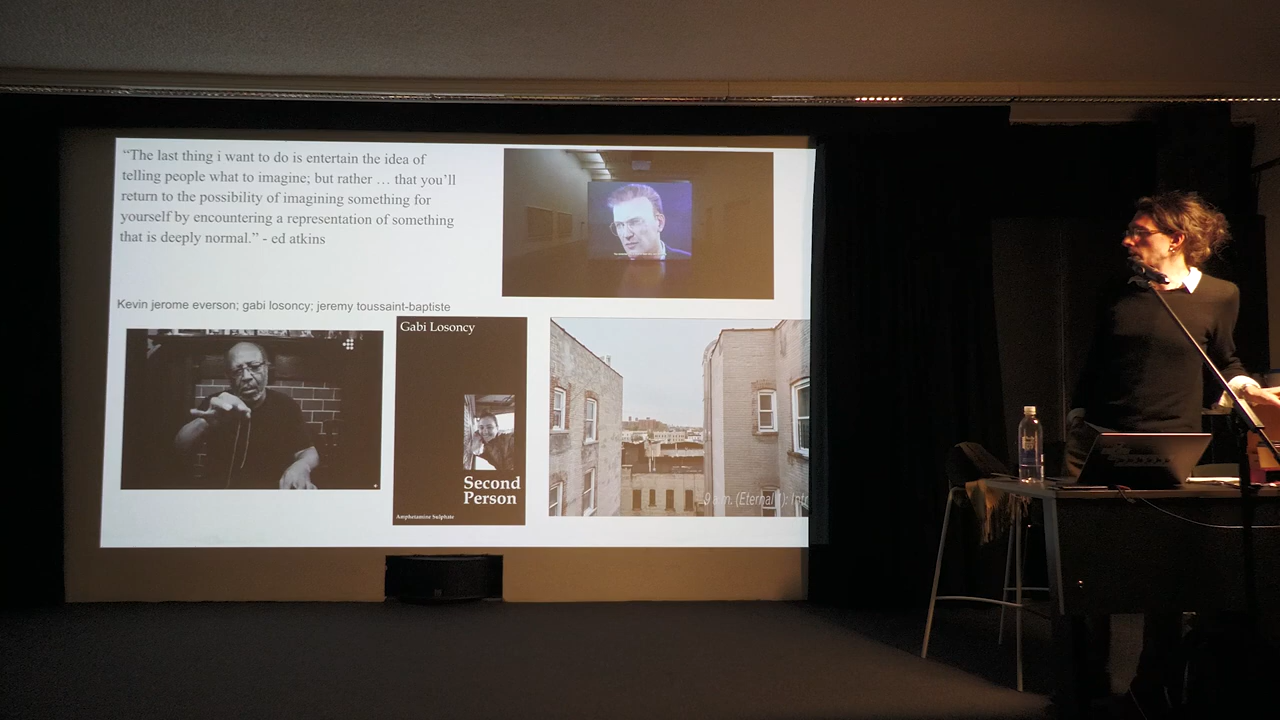 “The last thing i want to do is entertain the idea of
telling people what to imagine; but rather … that you’ll
return to the possibility of imagining something for
yourself by encountering a representation of something
that is deeply normal.” - ed atkins
Kevin jerome everson; gabi losoncy; jeremy toussaint-baptiste
Gabi Losoncy
Second
Person
Amphetamine Sulphate
9 a.m. (Eternal